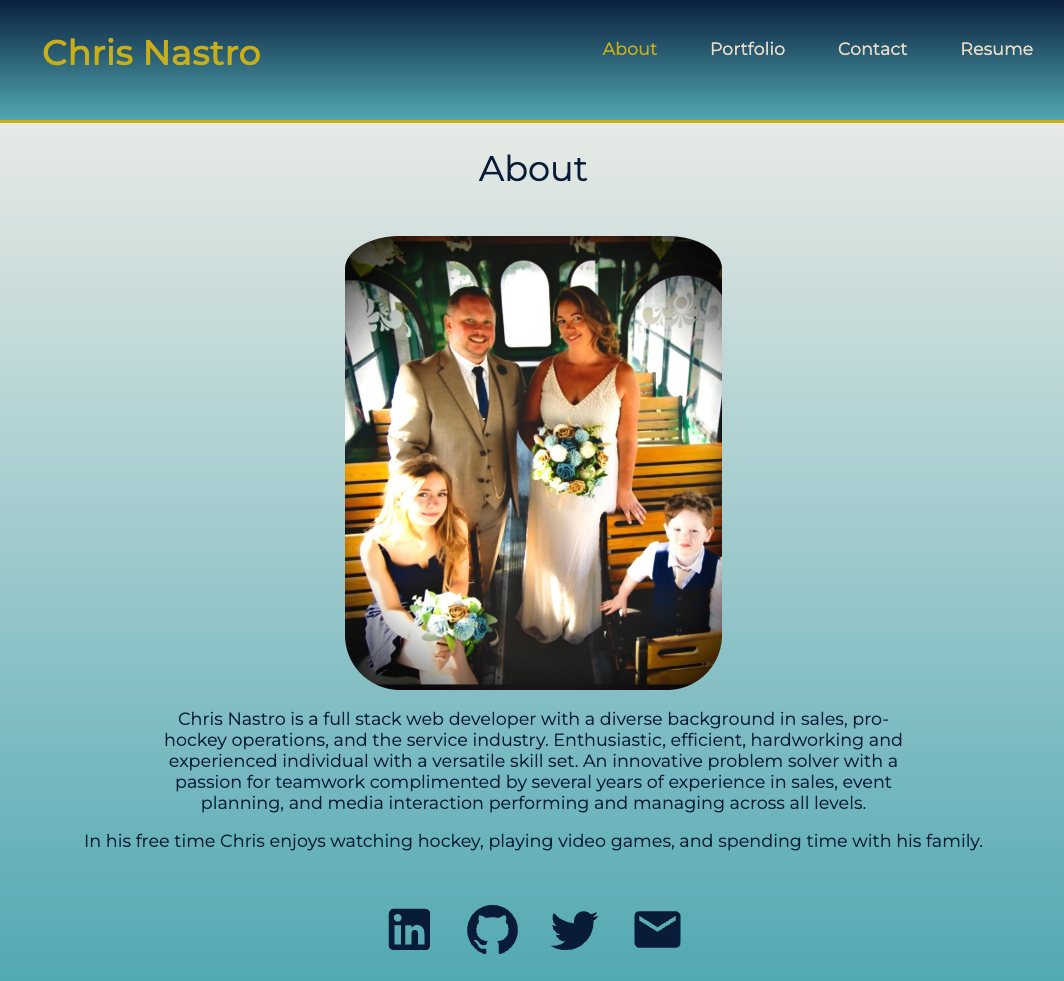 Chris Nastro
About
Portfolio
Contact
Resume
About
Chris Nastro is a full stack web developer with a diverse background in sales, pro-
hockey operations, and the service industry. Enthusiastic, efficient, hardworking and
experienced individual with a versatile skill set. An innovative problem solver with a
passion for teamwork complimented by several years of experience in sales, event
planning, and media interaction performing and managing across all levels.
In his free time Chris enjoys watching hockey, playing video games, and spending time with his family.
in